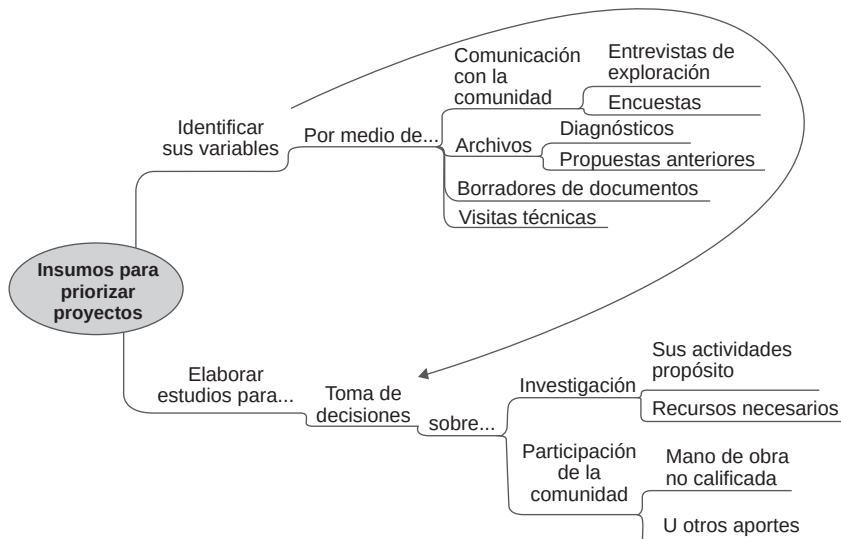 Insumos para
priorizar
proyectos
Identificar
sus variables
Por medio de...
Comunicación
con la
comunidad
Entrevistas de
exploración
Encuestas
Archivos
Diagnósticos
Propuestas anteriores
Borradores de documentos
Visitas técnicas
Elaborar
estudios para...
Toma de
decisiones
sobre...
Investigación
Sus actividades
propósito
Recursos necesarios
Participación
de la
comunidad
Mano de obra
no calificada
U otros aportes